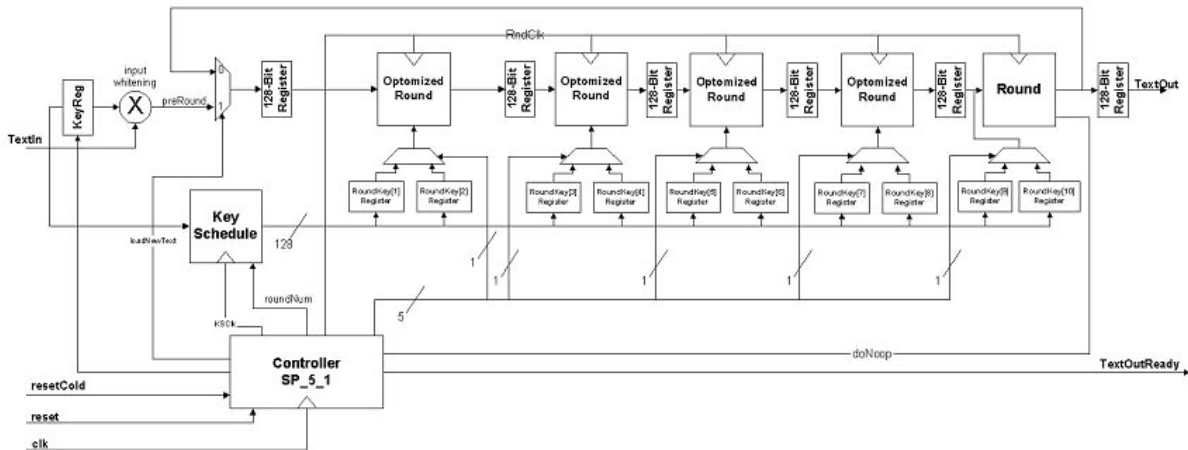 RndClk
Optomized
Round
Optomized
Round
Optomized
Round
Optomized
Round
Round
128-Bit
Register
128-Bit
Register
128-Bit
Register
128-Bit
Register
128-Bit
Register
128-Bit
Register
TextOut
input
whitening
KeyReg
X
preRound
0
1
TextIn
RoundKey[1]
Register
RoundKey[2]
Register
RoundKey[3]
Register
RoundKey[4]
Register
RoundKey[5]
Register
RoundKey[6]
Register
RoundKey[7]
Register
RoundKey[8]
Register
RoundKey[9]
Register
RoundKey[10]
Register
Key
Schedule
loadNewText
128
1
1
1
1
1
5
roundNum
KSClk
Controller
SP_5_1
doNoop
TextOutReady
resetCold
reset
clk